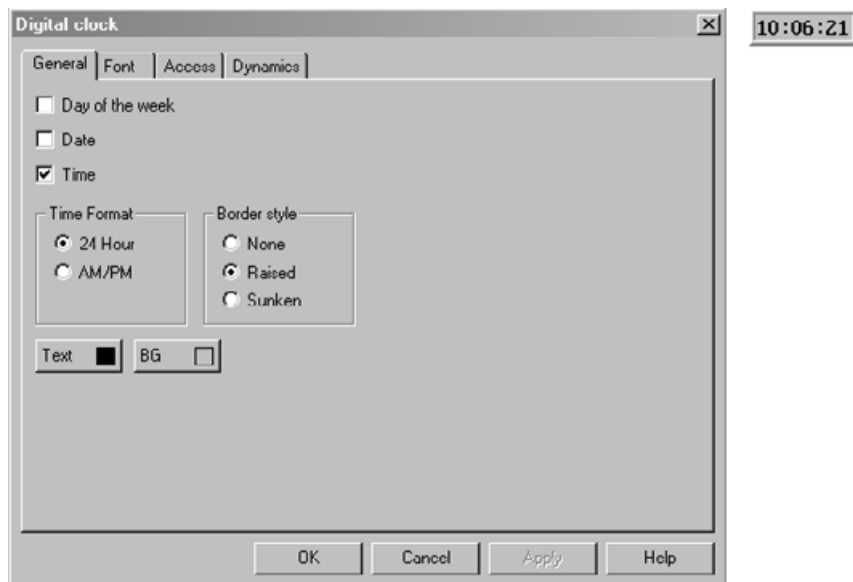 Digital clock
10:06:21
General Font Access Dynamics
Day of the week
Date
Time
Time Format Border style
24 Hour None
AM/PM Raised
Sunken
Text BG
OK Cancel Apply Help